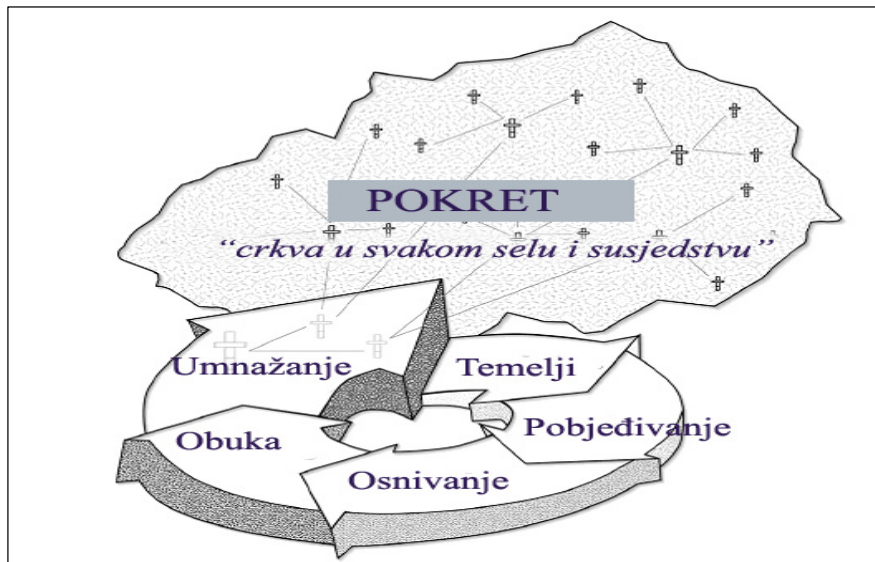 POKRET
“crkva u svakom selu i susjedstvu”
Umnažanje
Temelji
Obuka
Pobjeđivanje
Osnivanje